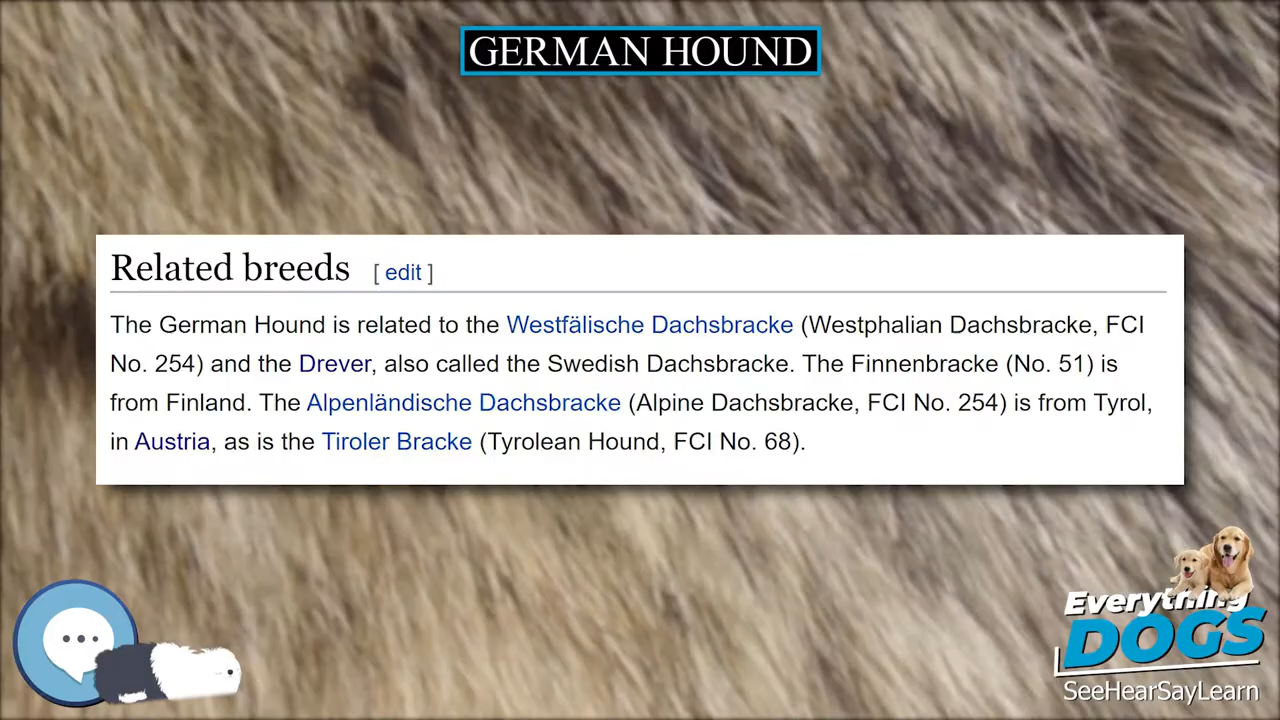 GERMAN HOUND
Related breeds [ edit ]
The German Hound is related to the Westfälische Dachsbracke (Westphalian Dachsbracke, FCI
No. 254) and the Drever, also called the Swedish Dachsbracke. The Finnenbracke (No. 51) is
from Finland. The Alpenländische Dachsbracke (Alpine Dachsbracke, FCI No. 254) is from Tyrol,
in Austria, as is the Tiroler Bracke (Tyrolean Hound, FCI No. 68).
Everything
DOGS
SeeHearSayLearn